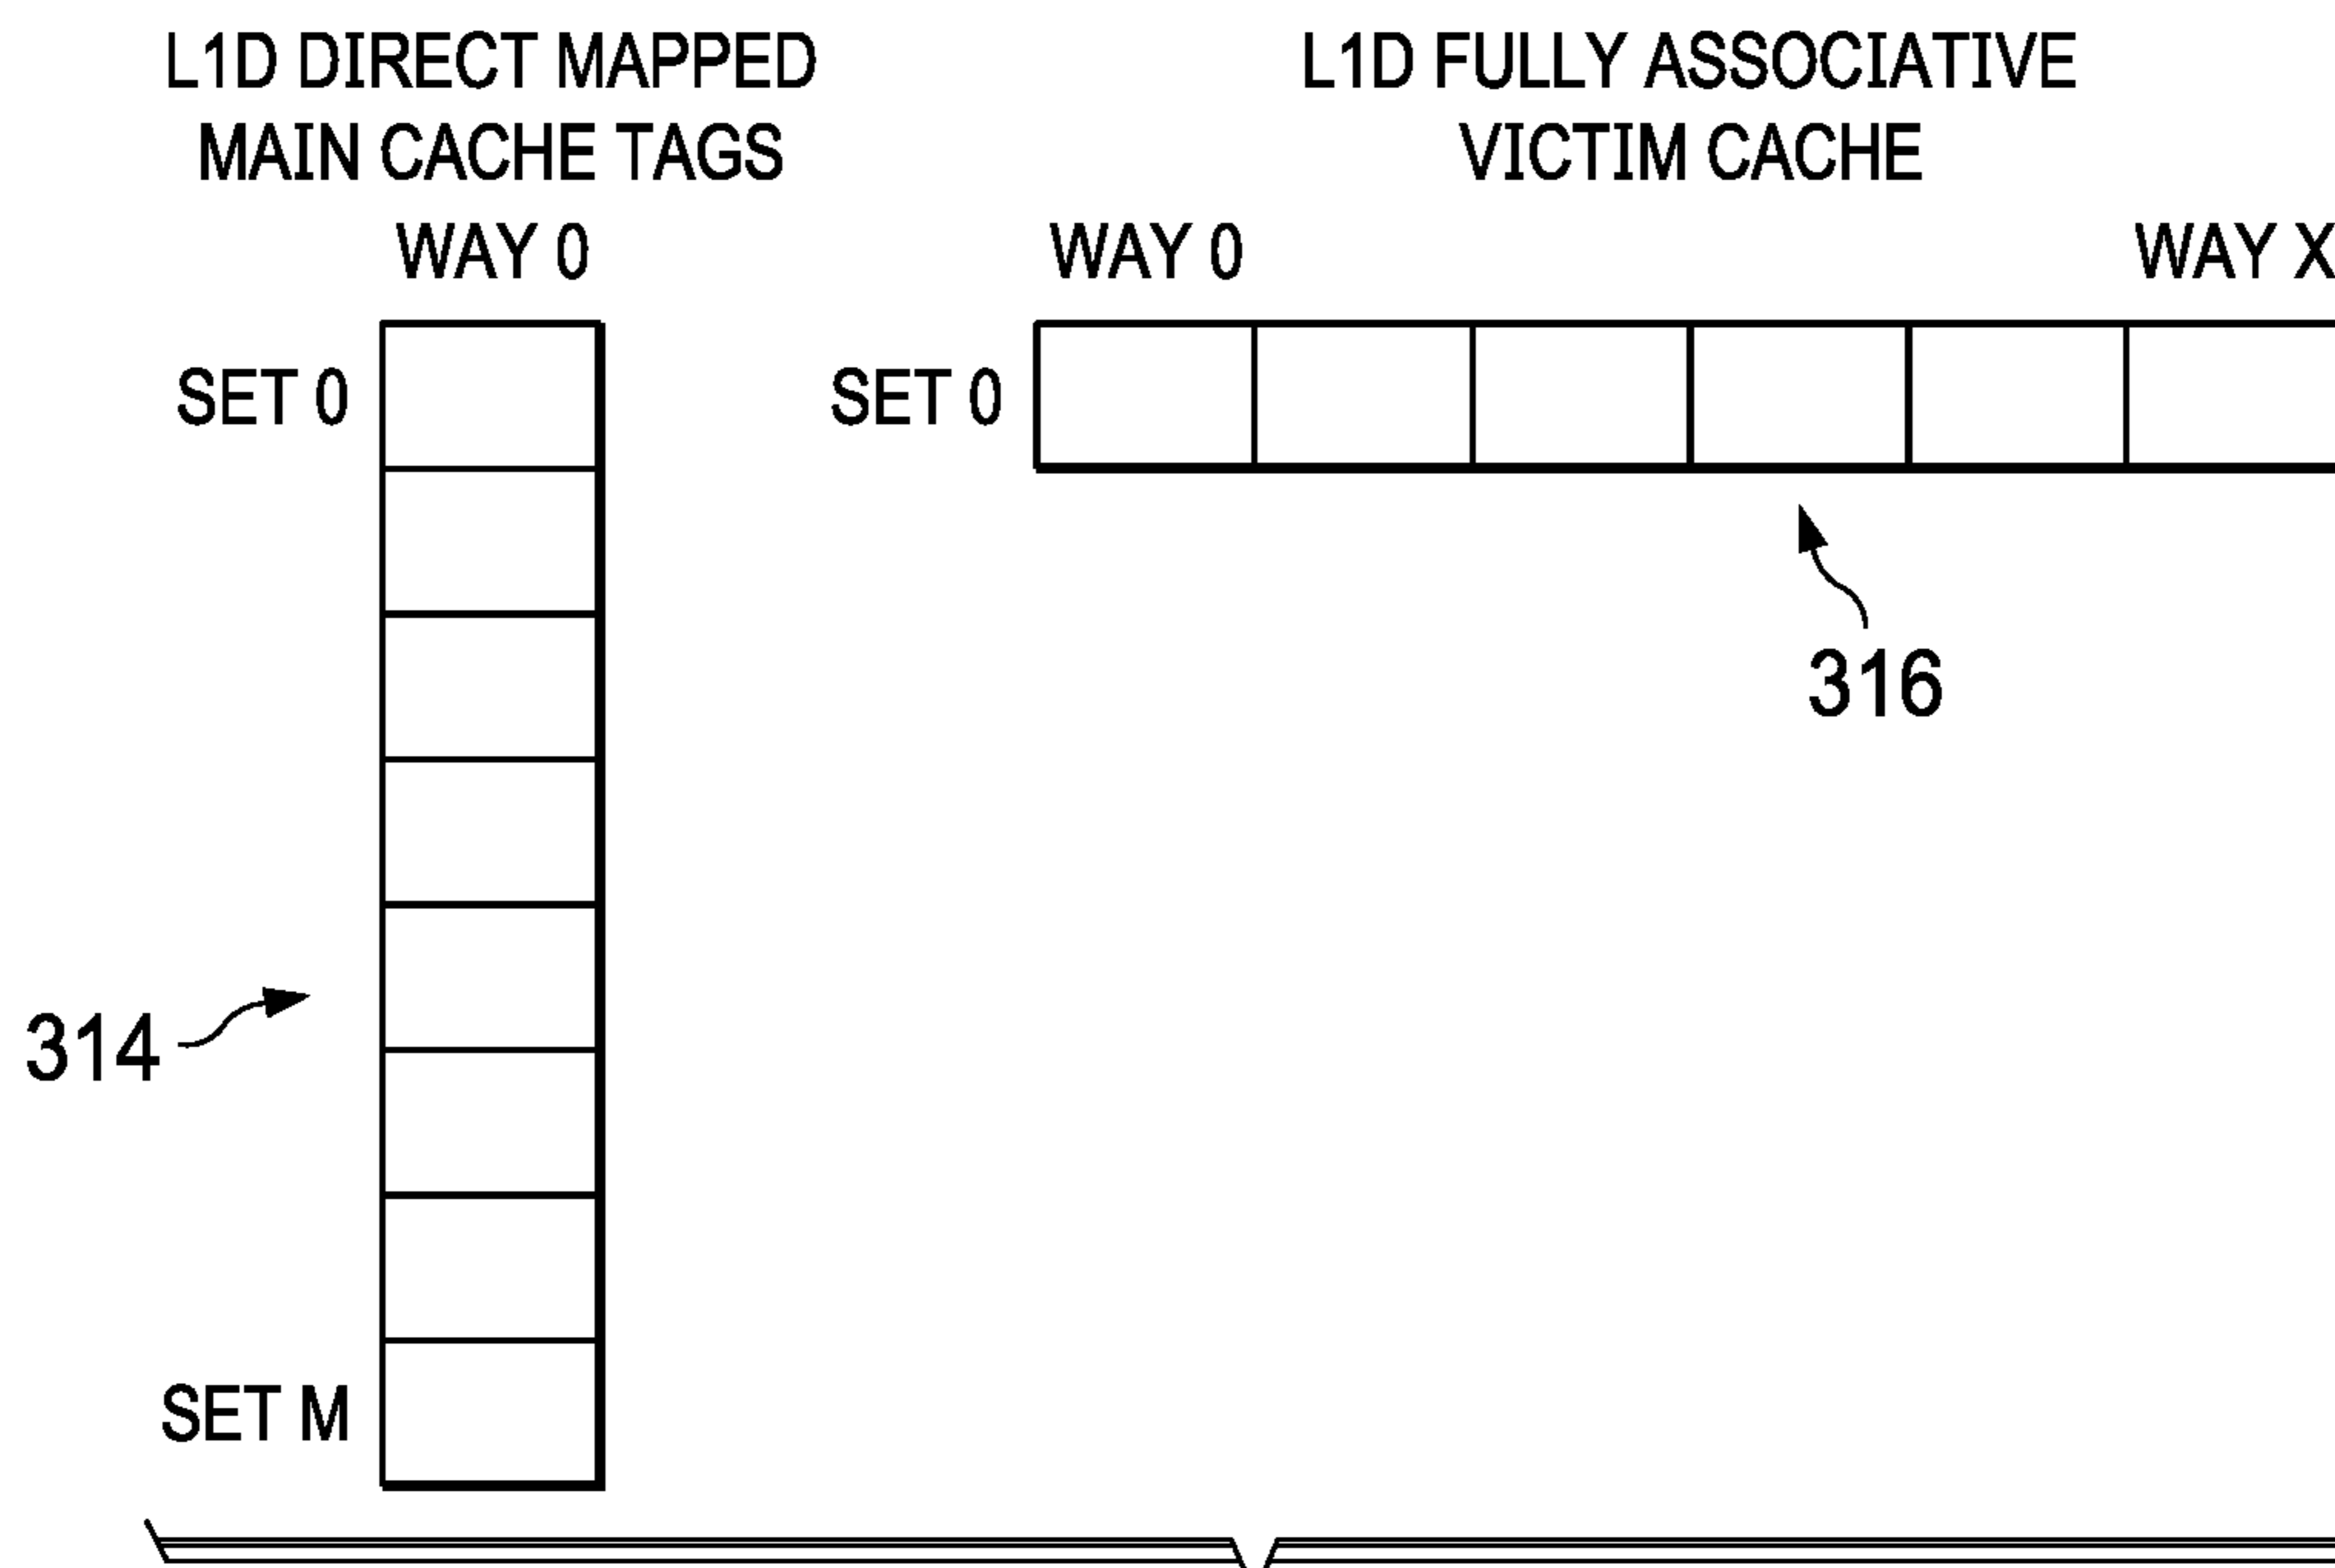 L1D DIRECT MAPPED
MAIN CACHE TAGS
WAY 0
SET 0
314
SET M
L1D FULLY ASSOCIATIVE
VICTIM CACHE
WAY 0
WAY X
SET 0
316